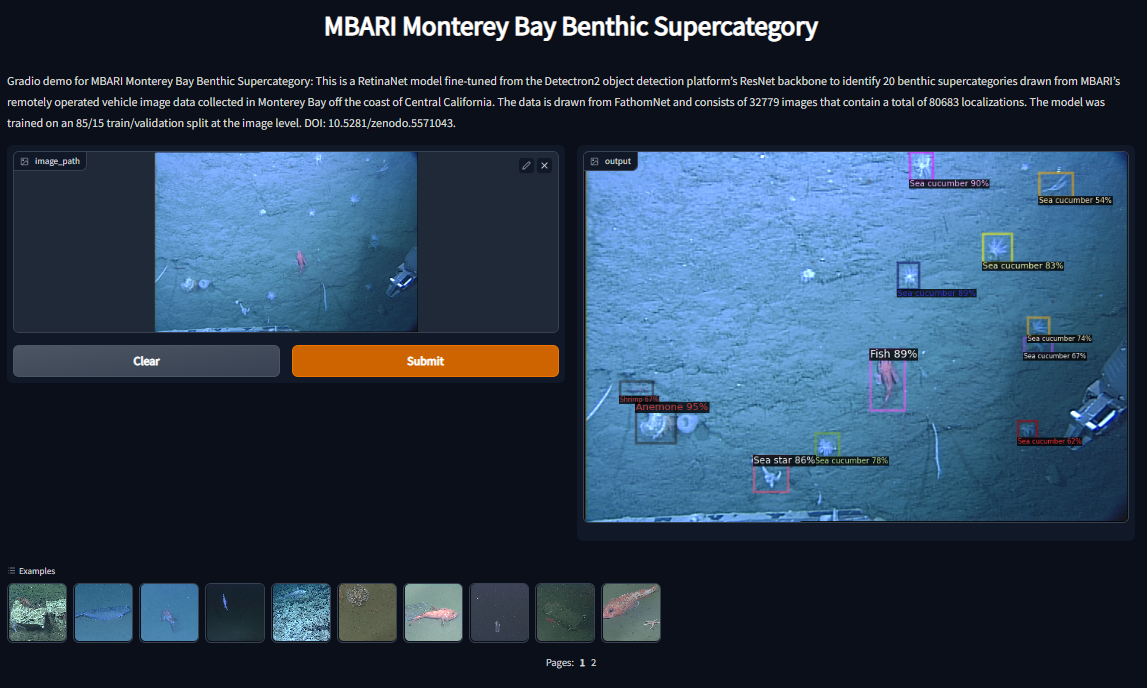 MBARI Monterey Bay Benthic Supercategory
Gradio demo for MBARI Monterey Bay Benthic Supercategory: This is a RetinaNet model fine-tuned from the Detectron2 object detection platform's ResNet backbone to identify 20 benthic supercategories drawn from MBARI's
remotely operated vehicle image data collected in Monterey Bay off the coast of Central California. The data is drawn from FathomNet and consists of 32779 images that contain a total of 80683 localizations. The model was
trained on an 85/15 train/validation split at the image level. DOI: 10.5281/zenodo.5571043.
image_path
Clear
Submit
output
Sea cucumber 90%
Sea cucumber 54%
Sea cucumber 83%
Sea cucumber 89%
Sea cucumber 74%
Sea cucumber 67%
Fish 89%
Shrimp 67%
Anemone 95%
Sea cucumber 62%
Sea star 86%
Sea cucumber 78%
Examples
Pages: 1 2